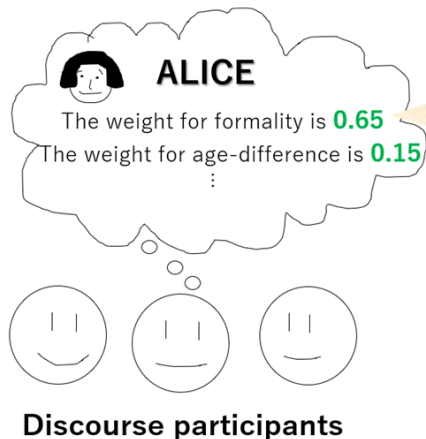 ALICE
The weight for formality is 0.65
The weight for age-difference is 0.15
⋮
Discourse participants